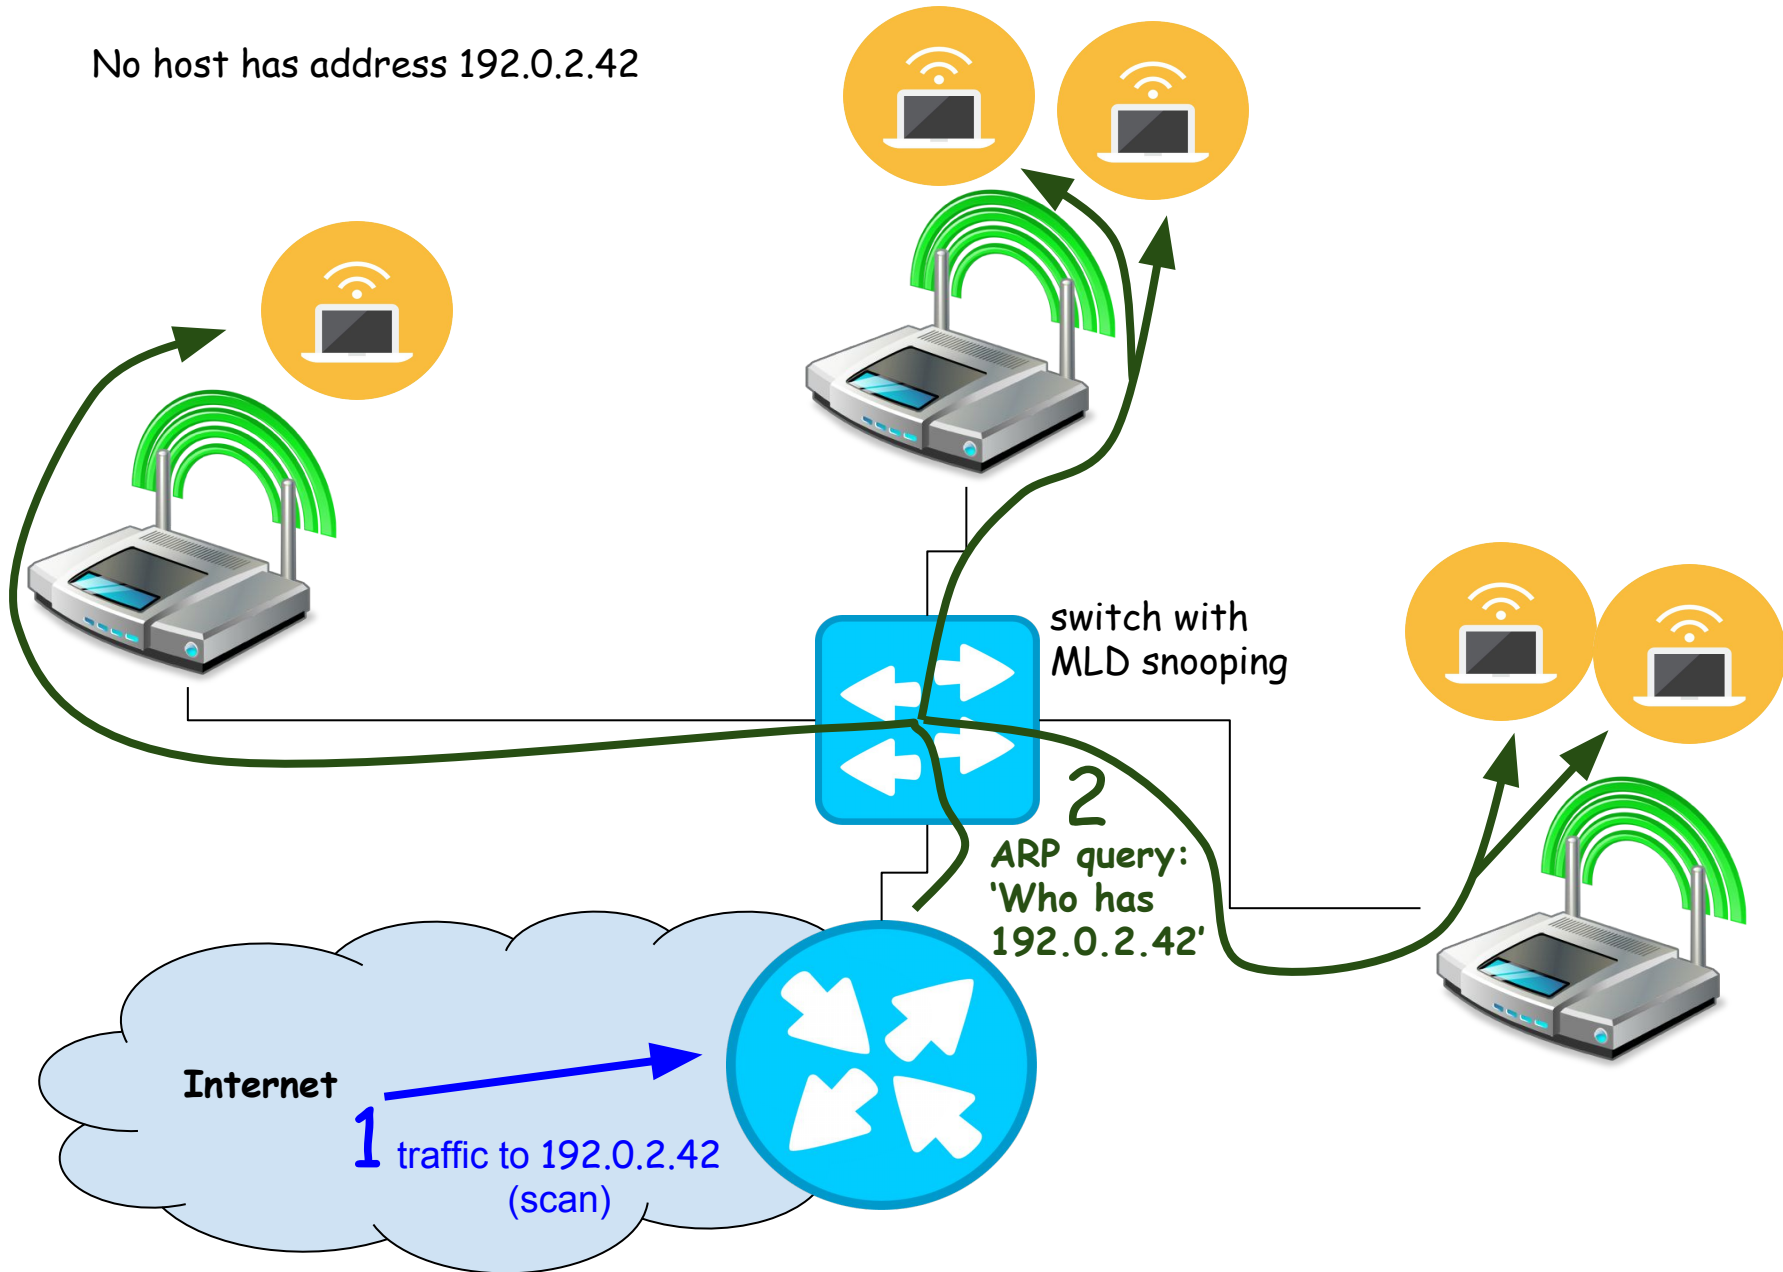 No host has address 192.0.2.42
switch with
MLD snooping
2
ARP query:
'Who has
192.0.2.42'
Internet
1 traffic to 192.0.2.42
(scan)